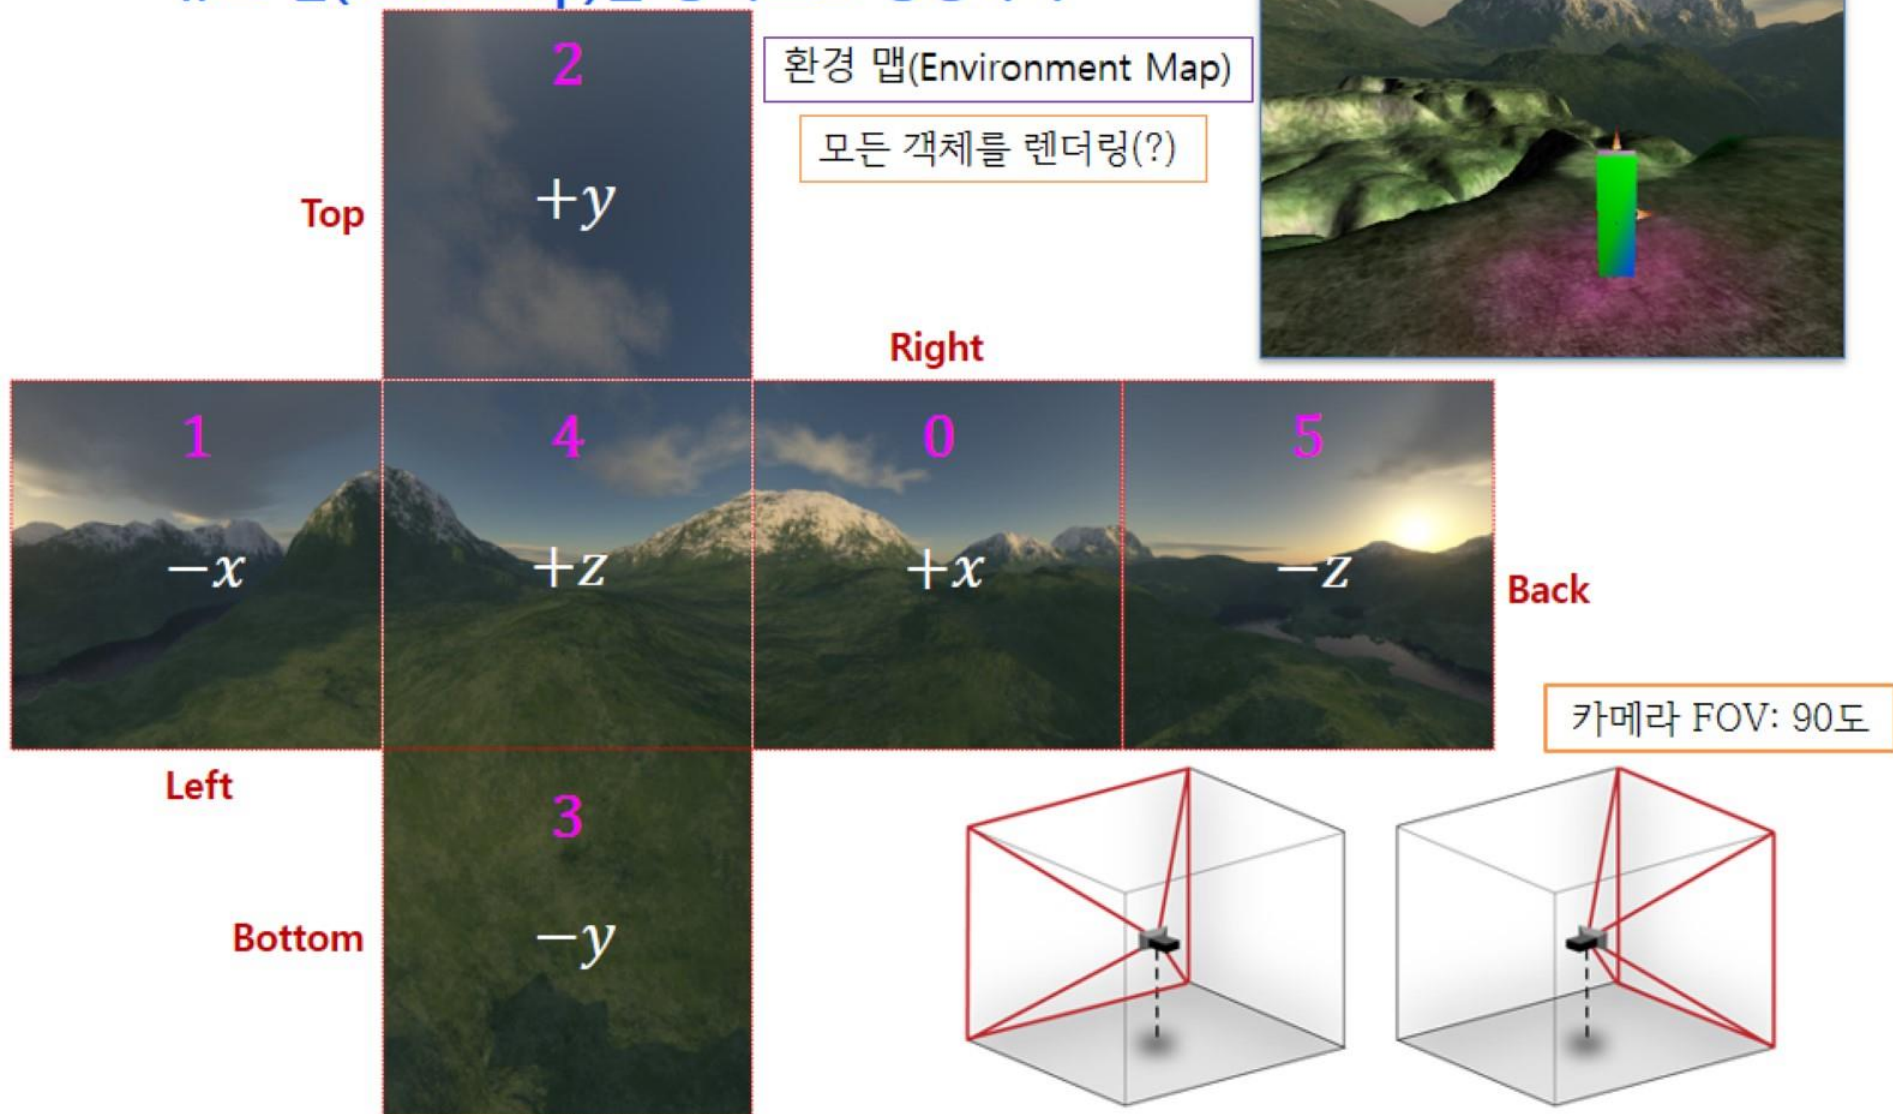 2
환경 맵(Environment Map)
모든 객체를 렌더링(?)
+y
Top
Right
1
4
0
5
−x
+z
+x
−z
Back
카메라 FOV: 90도
Left
3
Bottom
−y